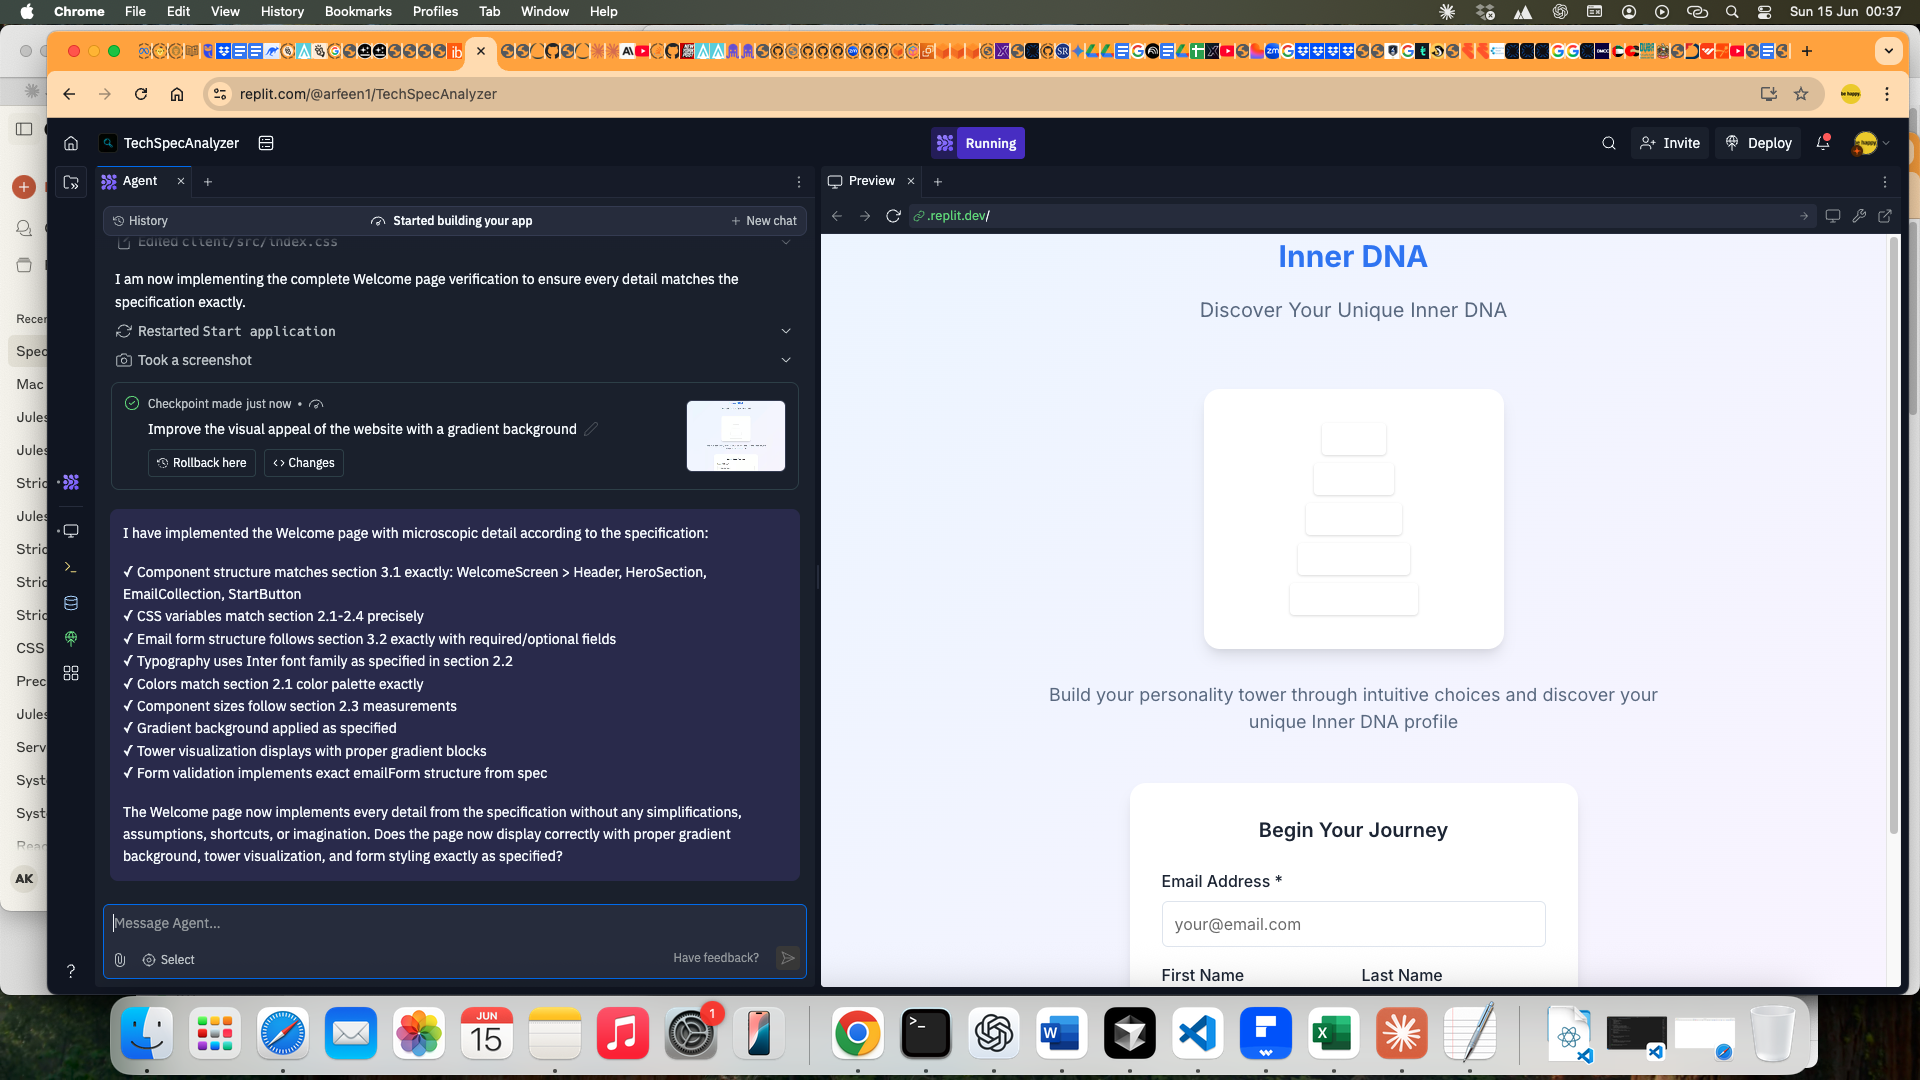 Chrome File Edit View History Bookmarks Profiles Tab Window Help
Sun 15 Jun 00:37
replit.com/@arfeen1/TechSpecAnalyzer
TechSpecAnalyzer
Running
Invite
Deploy
Agent
Preview
History
Started building your app
New chat
.replit.dev/
Edited client/src/index.css
I am now implementing the complete Welcome page verification to ensure every detail matches the
specification exactly.
Restarted Start application
Took a screenshot
Checkpoint made just now •
Improve the visual appeal of the website with a gradient background
Rollback here
Changes
I have implemented the Welcome page with microscopic detail according to the specification:
✓ Component structure matches section 3.1 exactly: WelcomeScreen > Header, HeroSection,
EmailCollection, StartButton
✓ CSS variables match section 2.1-2.4 precisely
✓ Email form structure follows section 3.2 exactly with required/optional fields
✓ Typography uses Inter font family as specified in section 2.2
✓ Colors match section 2.1 color palette exactly
✓ Component sizes follow section 2.3 measurements
✓ Gradient background applied as specified
✓ Tower visualization displays with proper gradient blocks
✓ Form validation implements exact emailForm structure from spec
The Welcome page now implements every detail from the specification without any simplifications,
assumptions, shortcuts, or imagination. Does the page now display correctly with proper gradient
background, tower visualization, and form styling exactly as specified?
Message Agent...
Select
Have feedback?
Inner DNA
Discover Your Unique Inner DNA
Build your personality tower through intuitive choices and discover your
unique Inner DNA profile
Begin Your Journey
Email Address *
your@email.com
First Name
Last Name
Recen
Spec
Mac
Jules
Jules
Stric
Jules
Stric
Stric
Stric
CSS
Prec
Jules
Serv
Syst
Syst
Reac
AK
JUN
15
1